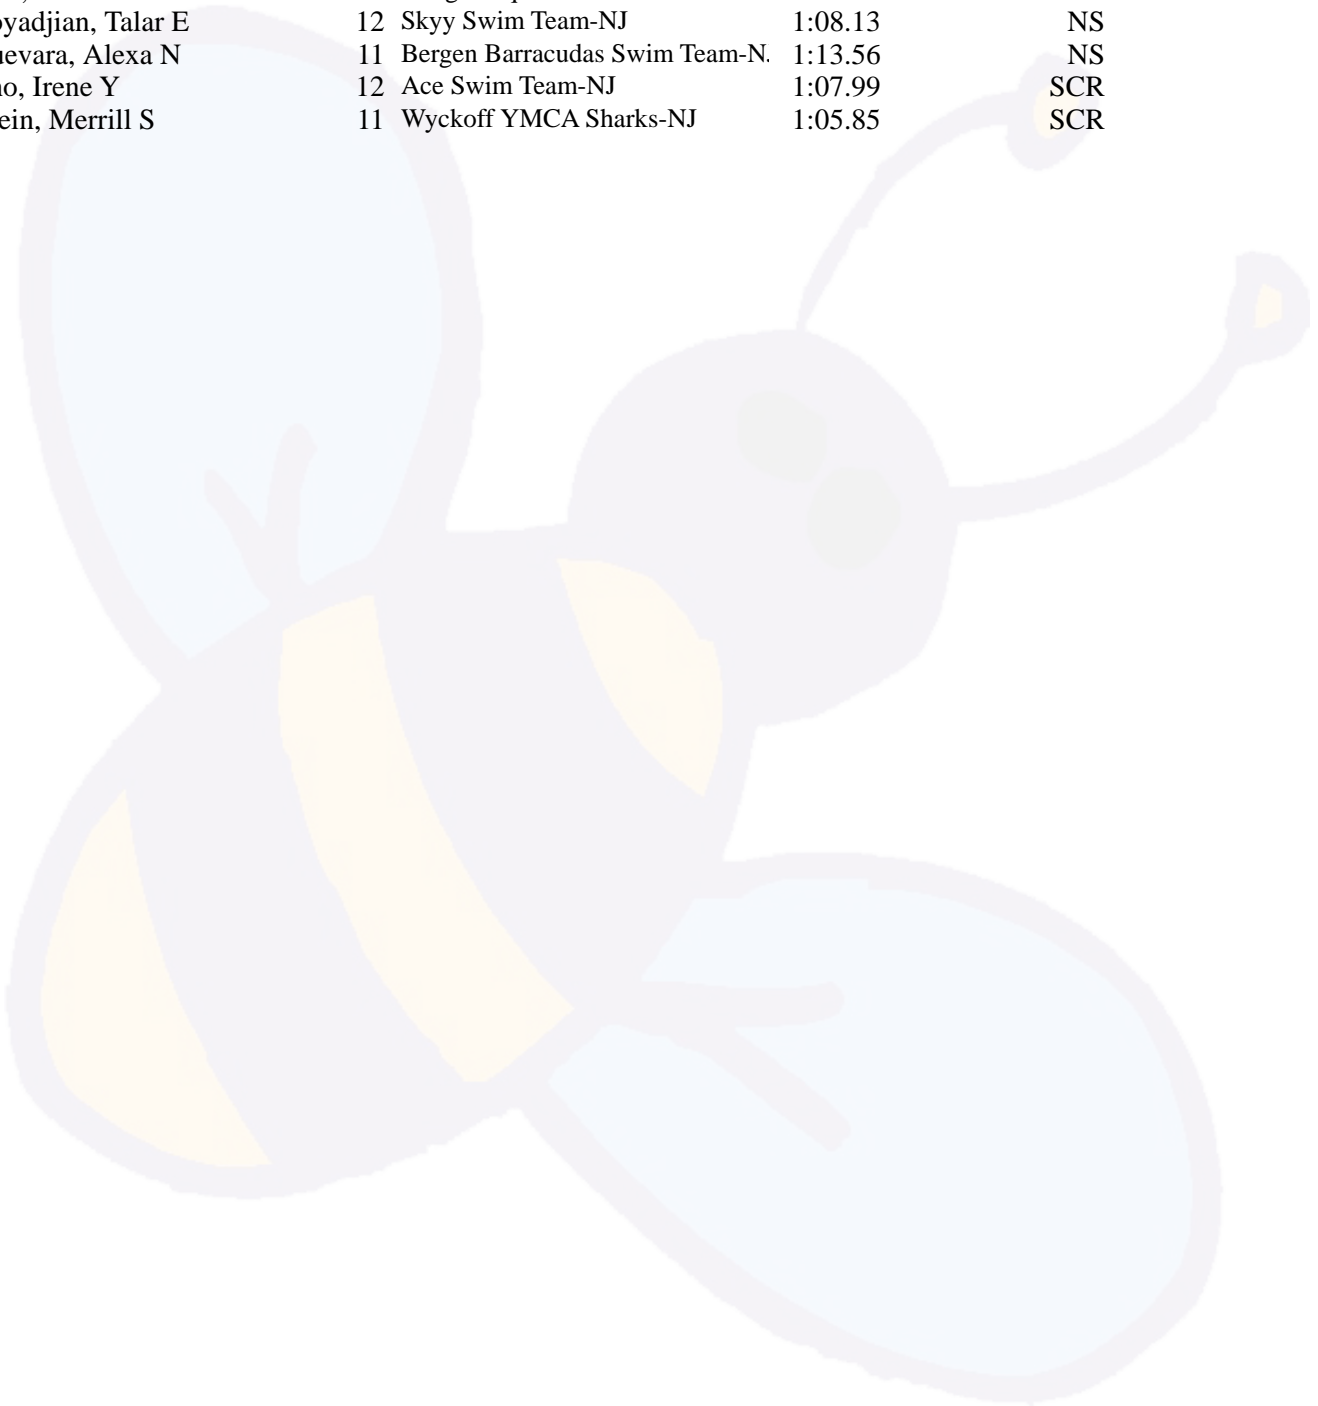 oyadjian, Talar E 12 Skyy Swim Team-NJ 1:08.13 NS
uevara, Alexa N 11 Bergen Barracudas Swim Team-N. 1:13.56 NS
no, Irene Y 12 Ace Swim Team-NJ 1:07.99 SCR
ein, Merrill S 11 Wyckoff YMCA Sharks-NJ 1:05.85 SCR